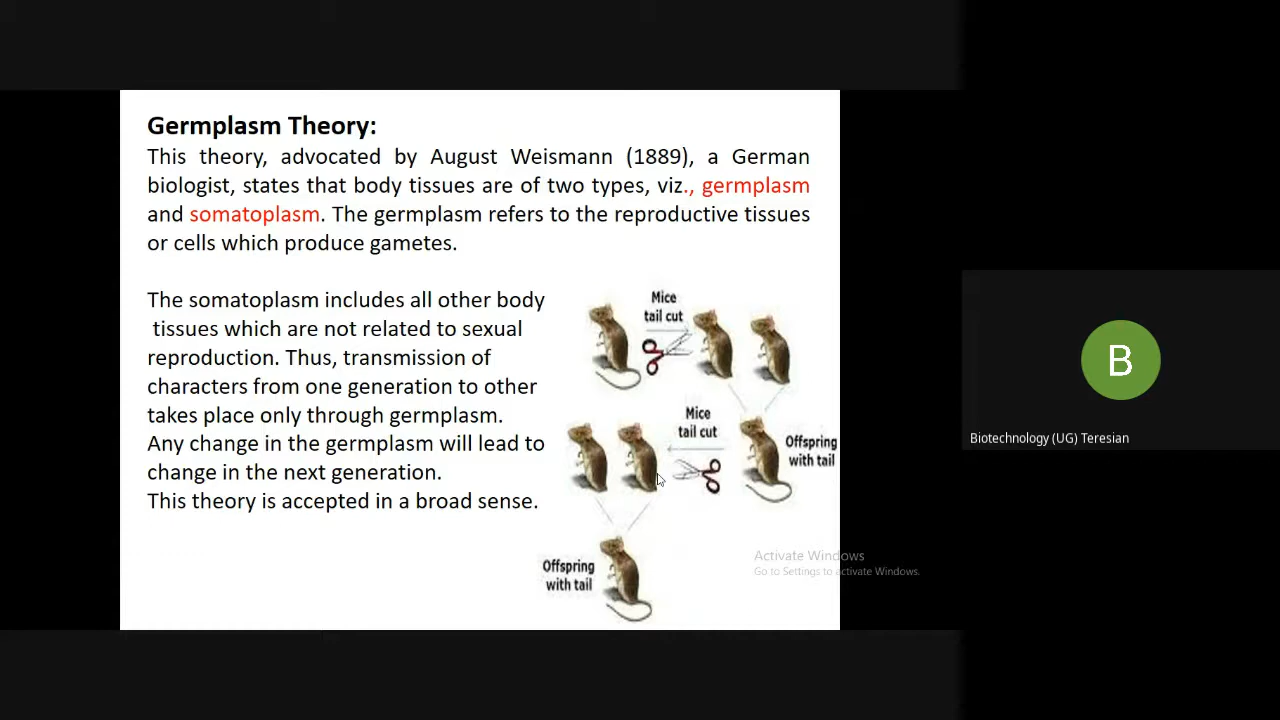 Germplasm Theory:
This theory, advocated by August Weismann (1889), a German
biologist, states that body tissues are of two types, viz., germplasm
and somatoplasm. The germplasm refers to the reproductive tissues
or cells which produce gametes.
The somatoplasm includes all other body
tissues which are not related to sexual
reproduction. Thus, transmission of
characters from one generation to other
takes place only through germplasm.
Any change in the germplasm will lead to
change in the next generation.
This theory is accepted in a broad sense.
Mice
tail cut
Mice
tail cut
Offspring
with tail
Offspring
with tail
Activate Windows
Go to Settings to activate Windows.
B
Biotechnology (UG) Teresian